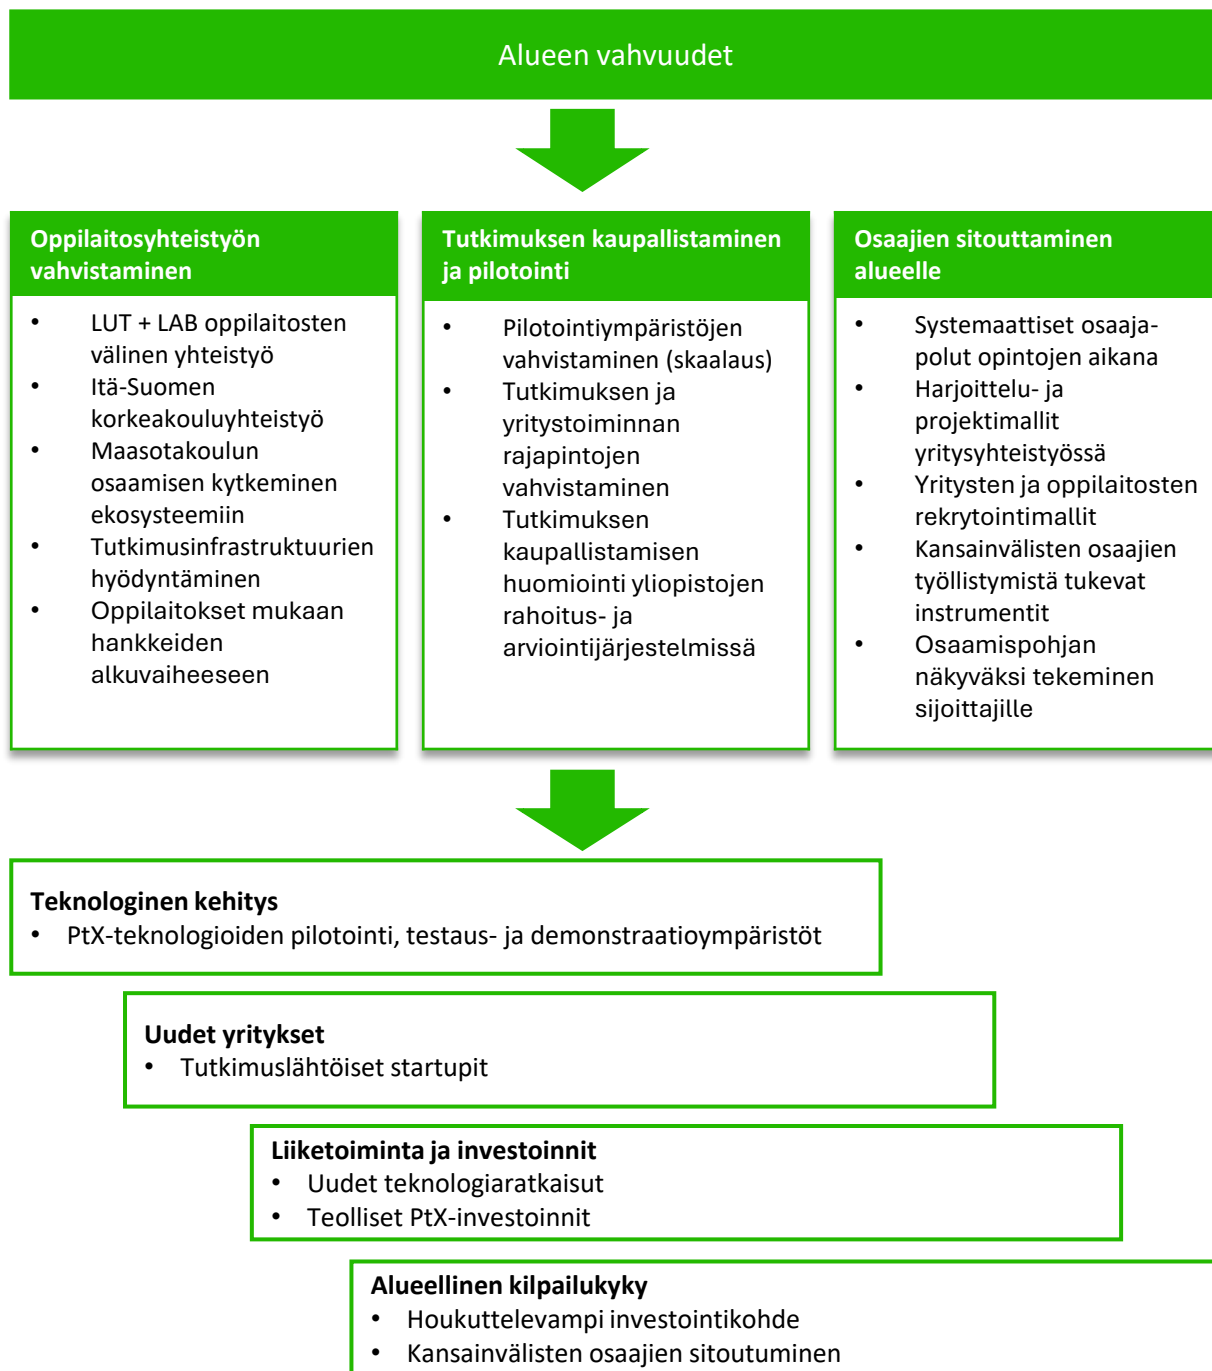 Alueen vahvuudet
Oppilaitosyhteistyön
vahvistaminen
• LUT + LAB oppilaitosten
välinen yhteistyö
• Itä-Suomen
korkeakouluyhteistyö
• Maasotakoulun
osaamisen kytkeminen
ekosysteemiin
• Tutkimusinfrastruktuurien
hyödyntäminen
• Oppilaitokset mukaan
hankkeiden
alkuvaiheeseen
Tutkimuksen kaupallistaminen
ja pilotointi
• Pilotointiympäristöjen
vahvistaminen (skaalaus)
• Tutkimuksen ja
yritystoiminnan
rajapintojen
vahvistaminen
• Tutkimuksen
kaupallistamisen
huomiointi yliopistojen
rahoitus- ja
arviointijärjestelmissä
Osaajien sitouttaminen
alueelle
• Systemaattiset osaaja-
polut opintojen aikana
• Harjoittelu- ja
projektimallit
yritysyhteistyössä
• Yritysten ja oppilaitosten
rekrytointimallit
• Kansainvälisten osaajien
työllistymistä tukevat
instrumentit
• Osaamispohjan
näkyväksi tekeminen
sijoittajille
Teknologinen kehitys
• PtX-teknologioiden pilotointi, testaus- ja demonstraatioympäristöt
Uudet yritykset
• Tutkimuslähtöiset startupit
Liiketoiminta ja investoinnit
• Uudet teknologiaratkaisut
• Teolliset PtX-investoinnit
Alueellinen kilpailukyky
• Houkuttelevampi investointikohde
• Kansainvälisten osaajien sitoutuminen